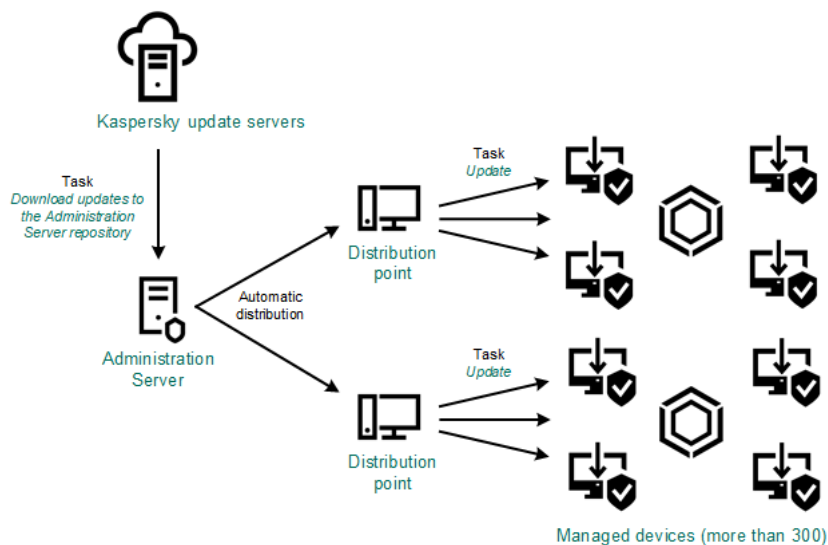 Kaspersky update servers
Task
Download updates to
the Administration
Server repository
Administration
Server
Automatic
distribution
Distribution
point
Task
Update
Distribution
point
Task
Update
Managed devices (more than 300)